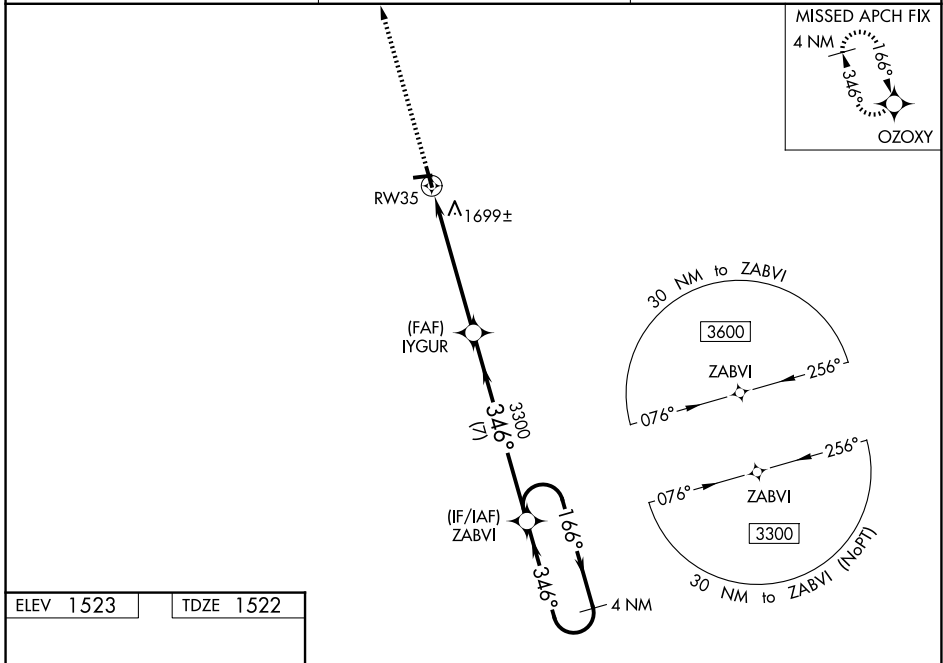 MISSED APCH FIX
4 NM
166°
346°
OZOXY
RW35
1699±
30 NM to ZABVI
3600
ZABVI
256°
076°
(FAF)
IYGUR
3300
346°
(7)
256°
076°
ZABVI
3300
30 NM to ZABVI (NoPT)
(IF/IAF)
ZABVI
166°
346°
4 NM
ELEV 1523
TDZE 1522